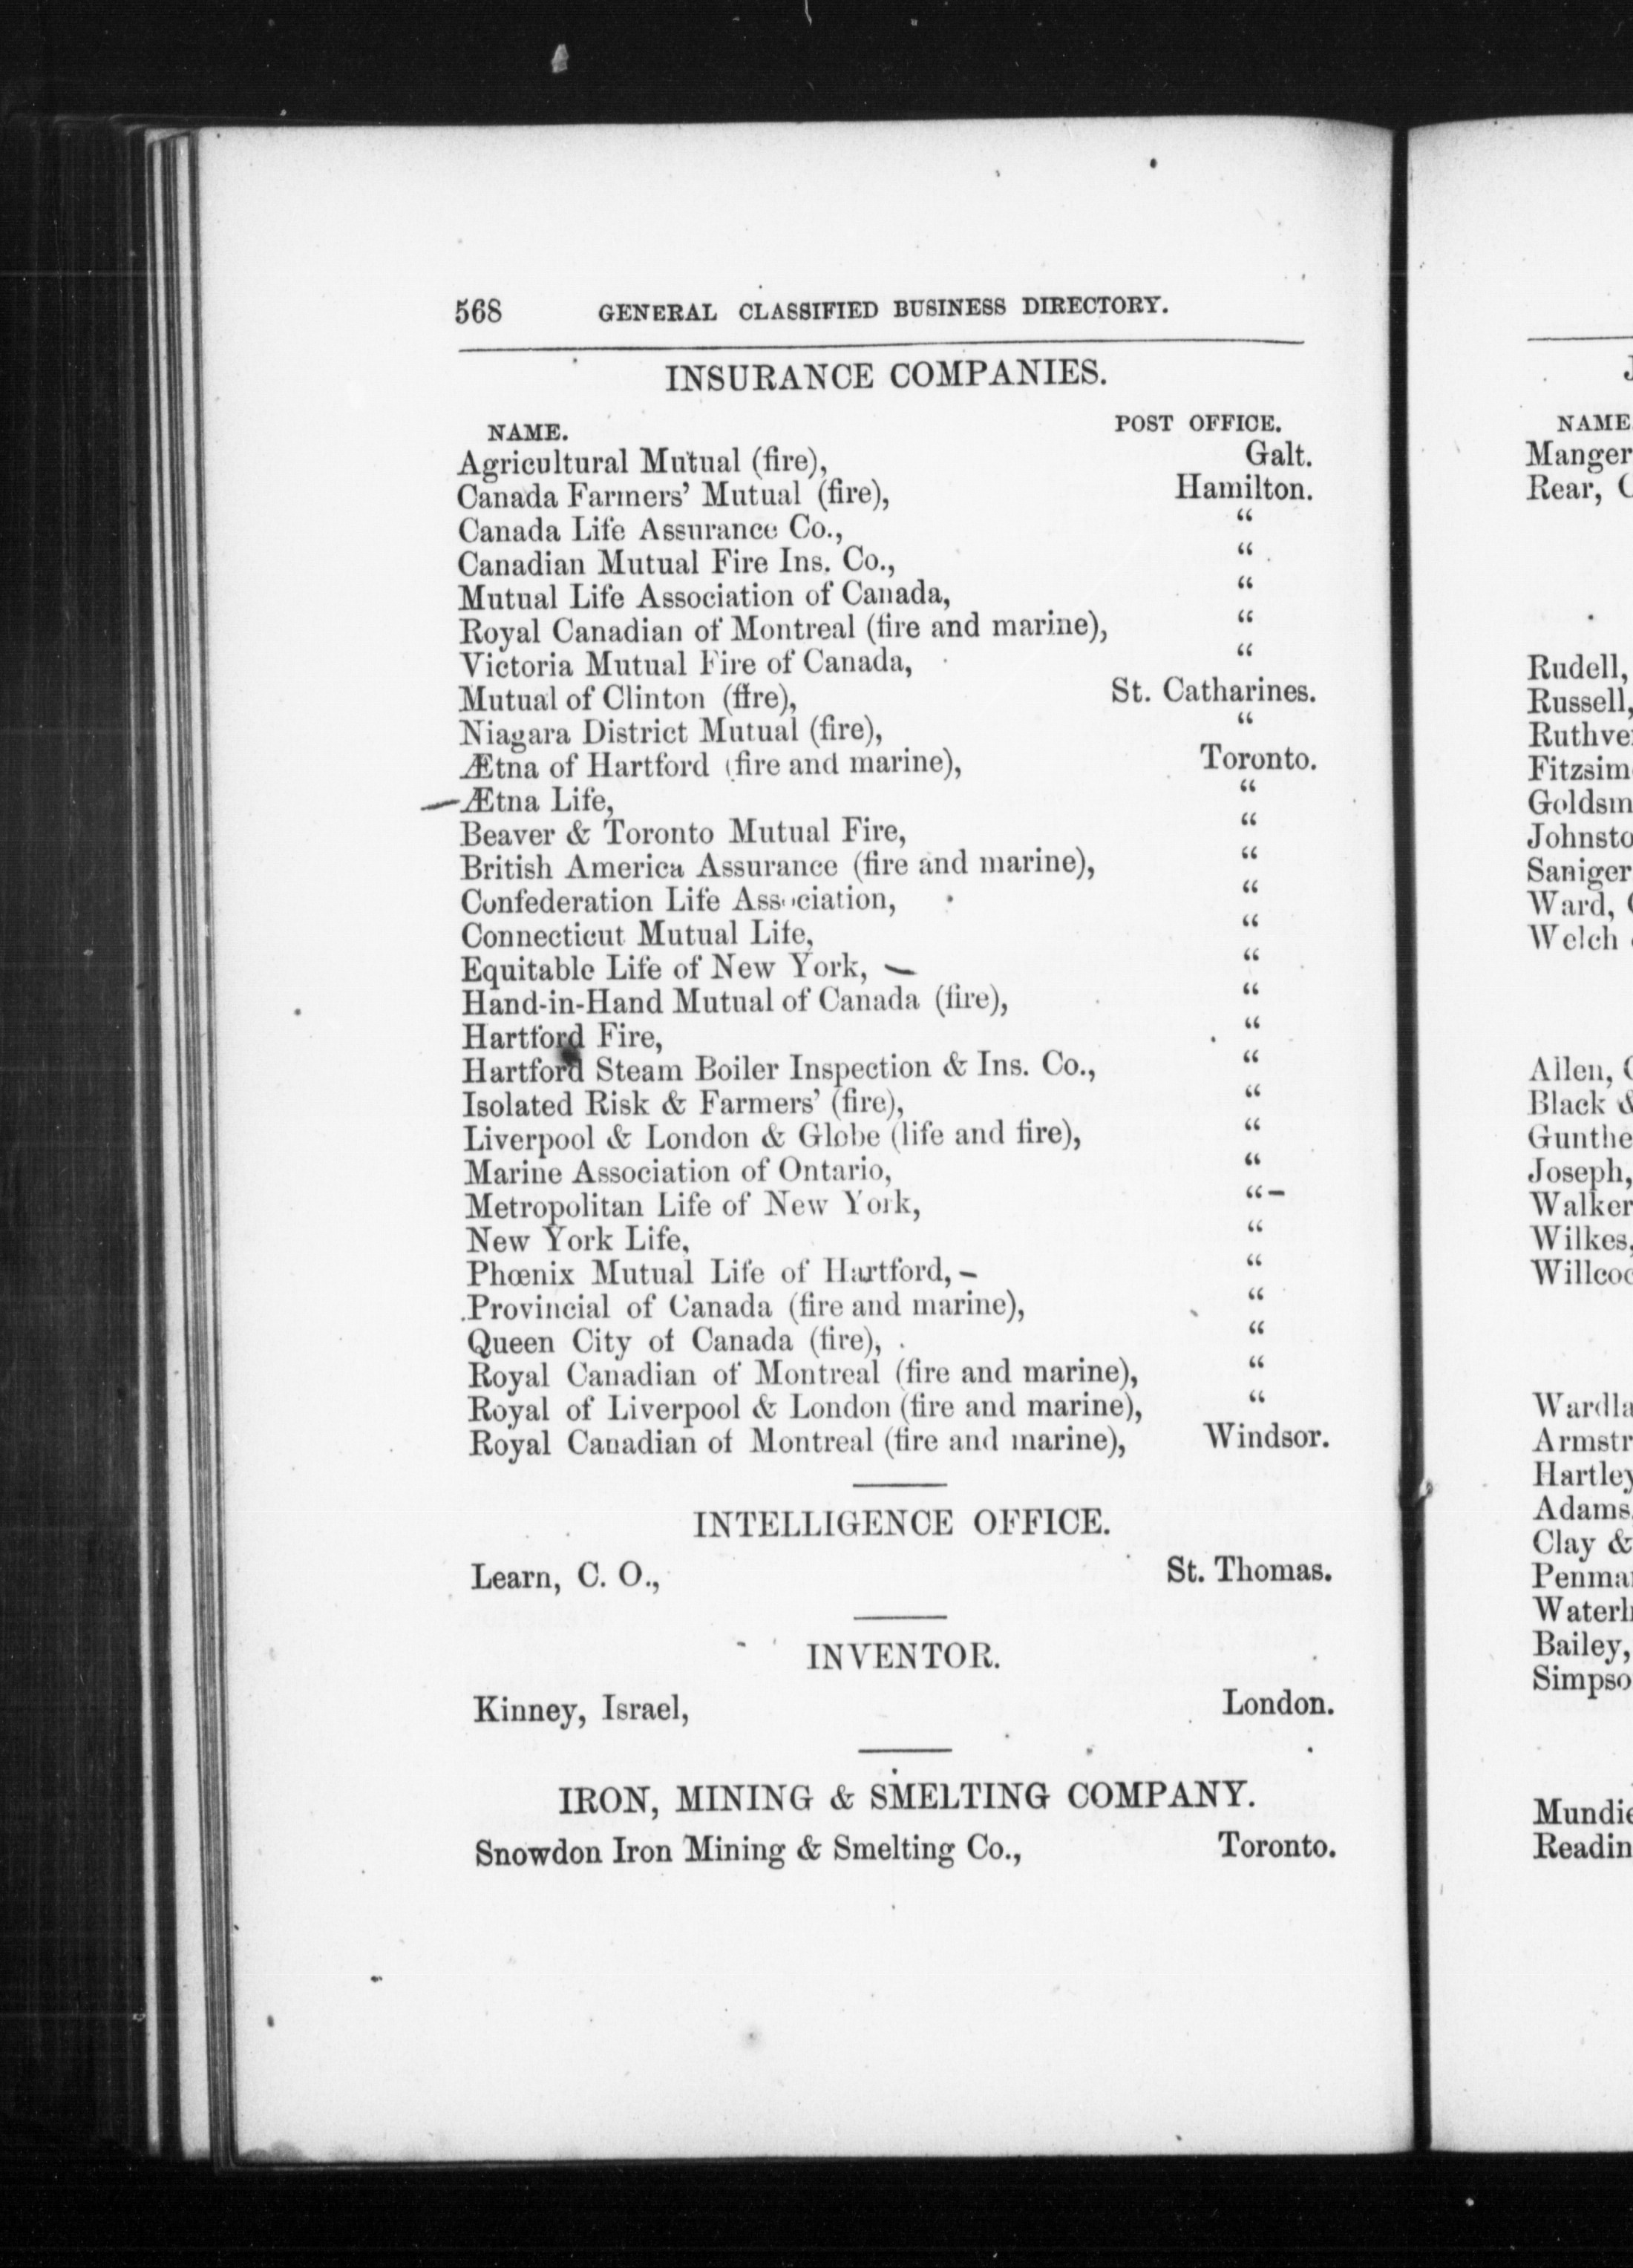 568 GENERAL CLASSIFIED BUSINESS DIRECTORY.
INSURANCE COMPANIES.
NAME. POST OFFICE.
Agricultural Mutual (fire), Galt.
Canada Farmers' Mutual (fire), Hamilton.
Canada Life Assurance Co., "
Canadian Mutual Fire Ins. Co., "
Mutual Life Association of Canada, "
Royal Canadian of Montreal (fire and marine), "
Victoria Mutual Fire of Canada, "
Mutual of Clinton (fire), St. Catharines.
Niagara District Mutual (fire), "
Ætna of Hartford (fire and marine), Toronto.
Ætna Life, "
Beaver & Toronto Mutual Fire, "
British America Assurance (fire and marine), "
Confederation Life Association, "
Connecticut Mutual Life, "
Equitable Life of New York, "
Hand-in-Hand Mutual of Canada (fire), "
Hartford Fire, "
Hartford Steam Boiler Inspection & Ins. Co., "
Isolated Risk & Farmers' (fire), "
Liverpool & London & Globe (life and fire), "
Marine Association of Ontario, "
Metropolitan Life of New York, "
New York Life, "
Phœnix Mutual Life of Hartford, "
Provincial of Canada (fire and marine), "
Queen City of Canada (fire), "
Royal Canadian of Montreal (fire and marine), "
Royal of Liverpool & London (fire and marine), "
Royal Canadian of Montreal (fire and marine), Windsor.
INTELLIGENCE OFFICE.
Learn, C. O., St. Thomas.
INVENTOR.
Kinney, Israel, London.
IRON, MINING & SMELTING COMPANY.
Snowdon Iron Mining & Smelting Co., Toronto.
NAME
Manger
Rear,
Rudell,
Russell,
Ruthve
Fitzsim
Goldsm
Johnsto
Saniger
Ward,
Welch
Allen,
Black &
Gunthe
Joseph,
Walker
Wilkes,
Willcoc
Wardla
Armstr
Hartley
Adams
Clay &
Penma
Waterh
Bailey,
Simpso
Mundie
Readin